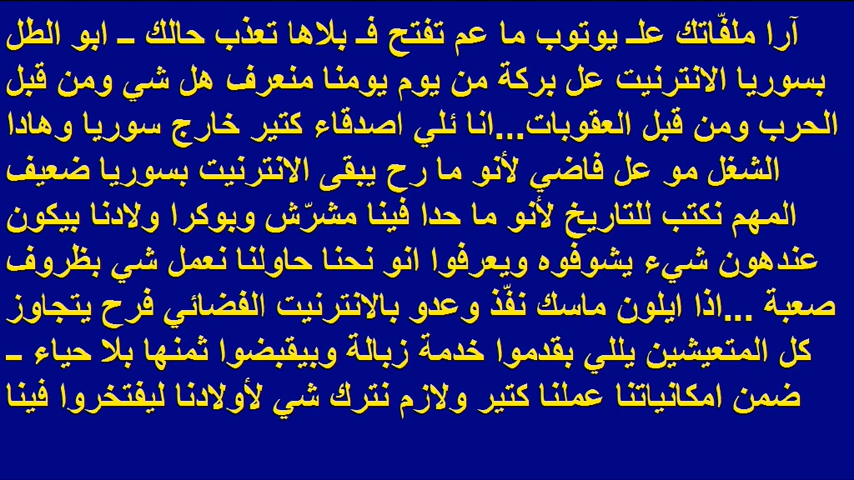 آرا ملفّاتك علـ يوتوب ما عم تفتح فـ بلاها تعذب حالك – ابو الطل
بسوريا الانترنيت عل بركة من يوم يومنا منعرف هل شي ومن قبل
الحرب ومن قبل العقوبات...انا ئلي اصدقاء كتير خارج سوريا وهادا
الشغل مو عل فاضي لأنو ما رح يبقى الانترنيت بسوريا ضعيف
المهم نكتب للتاريخ لأنو ما حدا فينا مشرّش وبوكرا ولادنا بيكون
عندهون شيء يشوفوه ويعرفوا انو نحنا حاولنا نعمل شي بظروف
صعبة ...اذا ايلون ماسك نفّذ وعدو بالانترنيت الفضائي فرح يتجاوز
كل المتعيشين يللي بقدموا خدمة زبالة وبيقبضوا ثمنها بلا حياء –
ضمن امكانياتنا عملنا كتير ولازم نترك شي لأولادنا ليفتخروا فينا